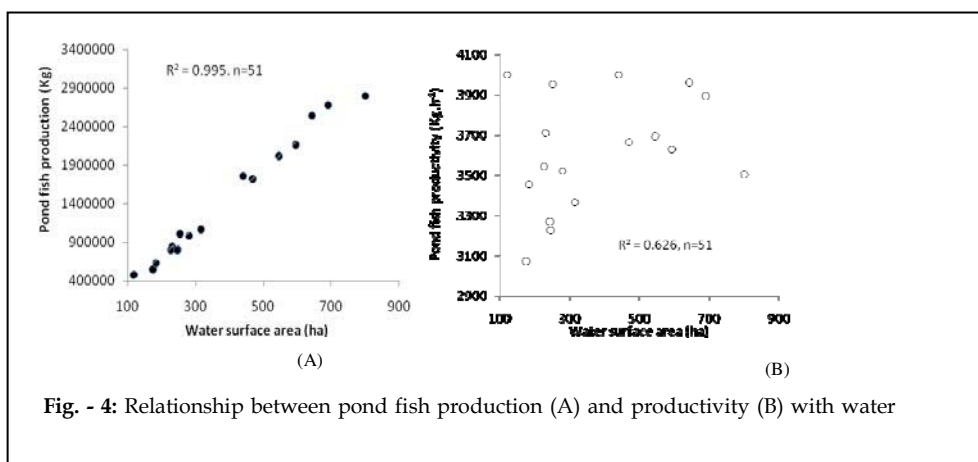 3400000
2900000
2400000
1900000
1400000
900000
400000
Pond fish production (Kg)
R² = 0.995, n=51
100 300 500 700 900
Water surface area (ha)
(A)
4100
3900
3700
3500
3300
3100
2900
Pond fish productivity (Kg.h⁻¹)
R² = 0.626, n=51
100 300 500 700 900
Water surface area (ha)
(B)
Fig. - 4: Relationship between pond fish production (A) and productivity (B) with water